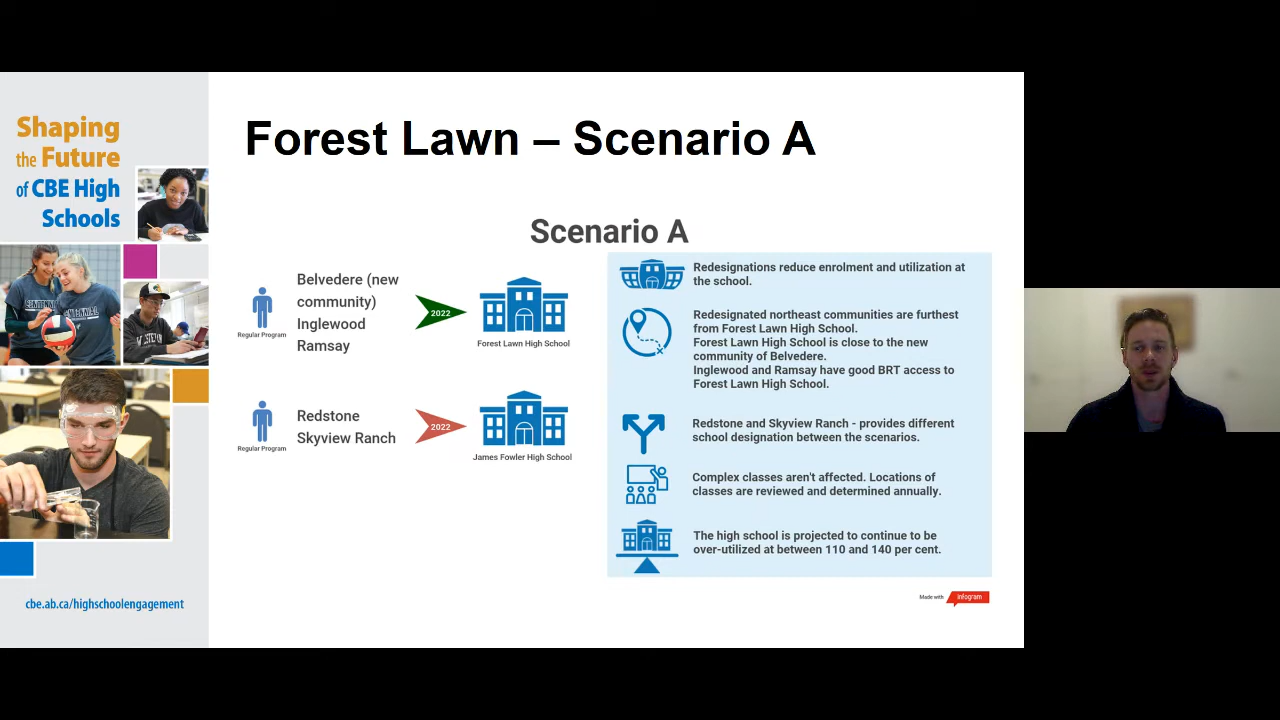 Shaping
the Future
of CBE High
Schools
cbe.ab.ca/highschoolengagement
Forest Lawn – Scenario A
Scenario A
Regular Program
Belvedere (new
community)
Inglewood
Ramsay
2022
Forest Lawn High School
Regular Program
Redstone
Skyview Ranch
2022
James Fowler High School
Redesignations reduce enrolment and utilization at
the school.
Redesignated northeast communities are furthest
from Forest Lawn High School.
Forest Lawn High School is close to the new
community of Belvedere.
Inglewood and Ramsay have good BRT access to
Forest Lawn High School.
Redstone and Skyview Ranch - provides different
school designation between the scenarios.
Complex classes aren't affected. Locations of
classes are reviewed and determined annually.
The high school is projected to continue to be
over-utilized at between 110 and 140 per cent.
Made with infogram